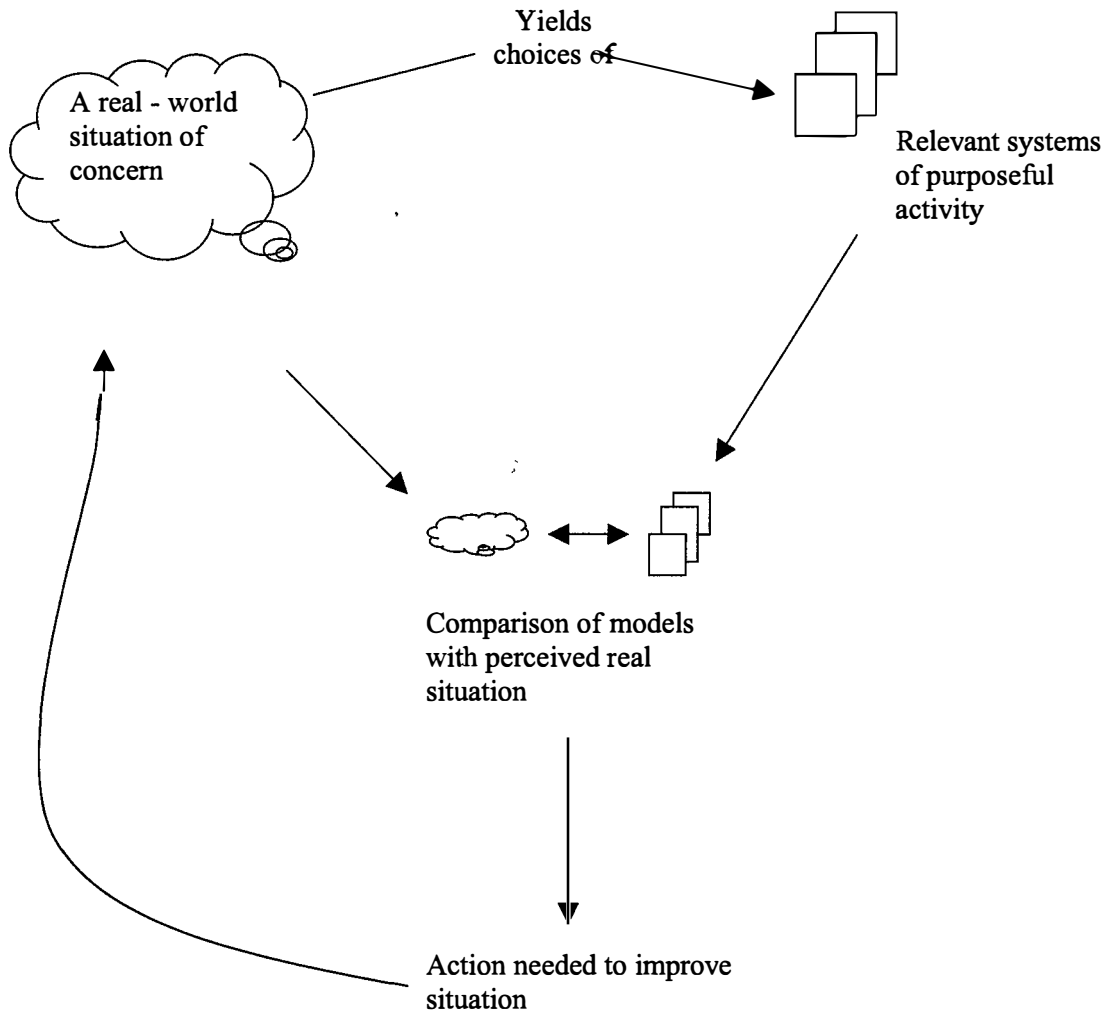 Yields
choices of
A real - world
situation of
concern
Relevant systems
of purposeful
activity
Comparison of models
with perceived real
situation
Action needed to improve
situation